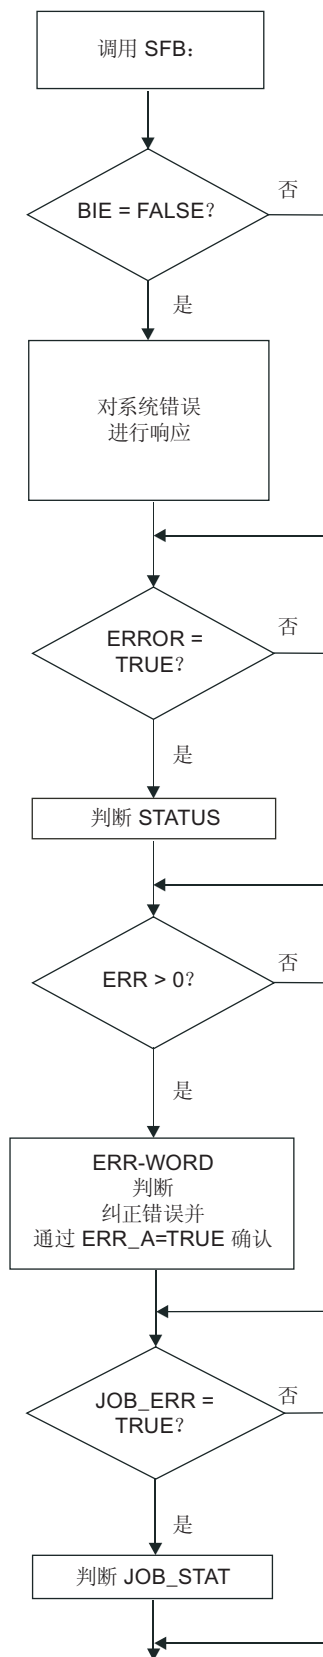 调用 SFB:
BIE = FALSE?
否
是
对系统错误
进行响应
ERROR =
TRUE?
否
是
判断 STATUS
ERR > 0?
否
是
ERR-WORD
判断
纠正错误并
通过 ERR_A=TRUE 确认
JOB_ERR =
TRUE?
否
是
判断 JOB_STAT